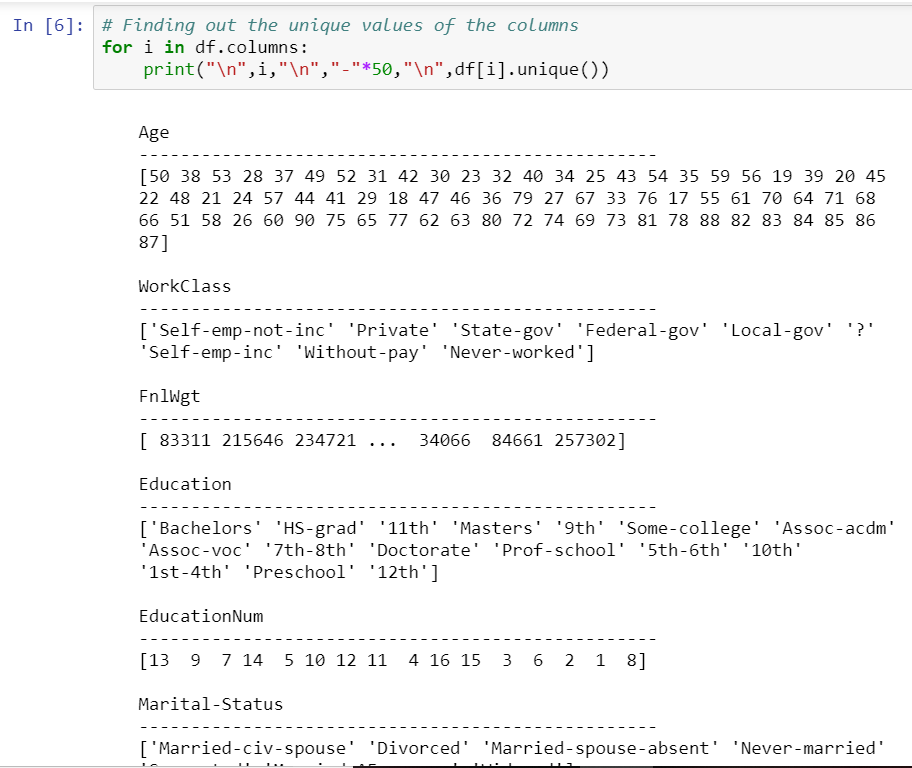 In [6]: # Finding out the unique values of the columns
for i in df.columns:
    print("\n",i,"\n","-"*50,"\n",df[i].unique())
Age
--------------------------------------------------
[50 38 53 28 37 49 52 31 42 30 23 32 40 34 25 43 54 35 59 56 19 39 20 45
22 48 21 24 57 44 41 29 18 47 46 36 79 27 67 33 76 17 55 61 70 64 71 68
66 51 58 26 60 90 75 65 77 62 63 80 72 74 69 73 81 78 88 82 83 84 85 86
87]
WorkClass
--------------------------------------------------
['Self-emp-not-inc' 'Private' 'State-gov' 'Federal-gov' 'Local-gov' '?'
'Self-emp-inc' 'Without-pay' 'Never-worked']
FnlWgt
--------------------------------------------------
[ 83311 215646 234721 ...  34066  84661 257302]
Education
--------------------------------------------------
['Bachelors' 'HS-grad' '11th' 'Masters' '9th' 'Some-college' 'Assoc-acdm'
'Assoc-voc' '7th-8th' 'Doctorate' 'Prof-school' '5th-6th' '10th'
'1st-4th' 'Preschool' '12th']
EducationNum
--------------------------------------------------
[13  9  7 14  5 10 12 11  4 16 15  3  6  2  1  8]
Marital-Status
--------------------------------------------------
['Married-civ-spouse' 'Divorced' 'Married-spouse-absent' 'Never-married'